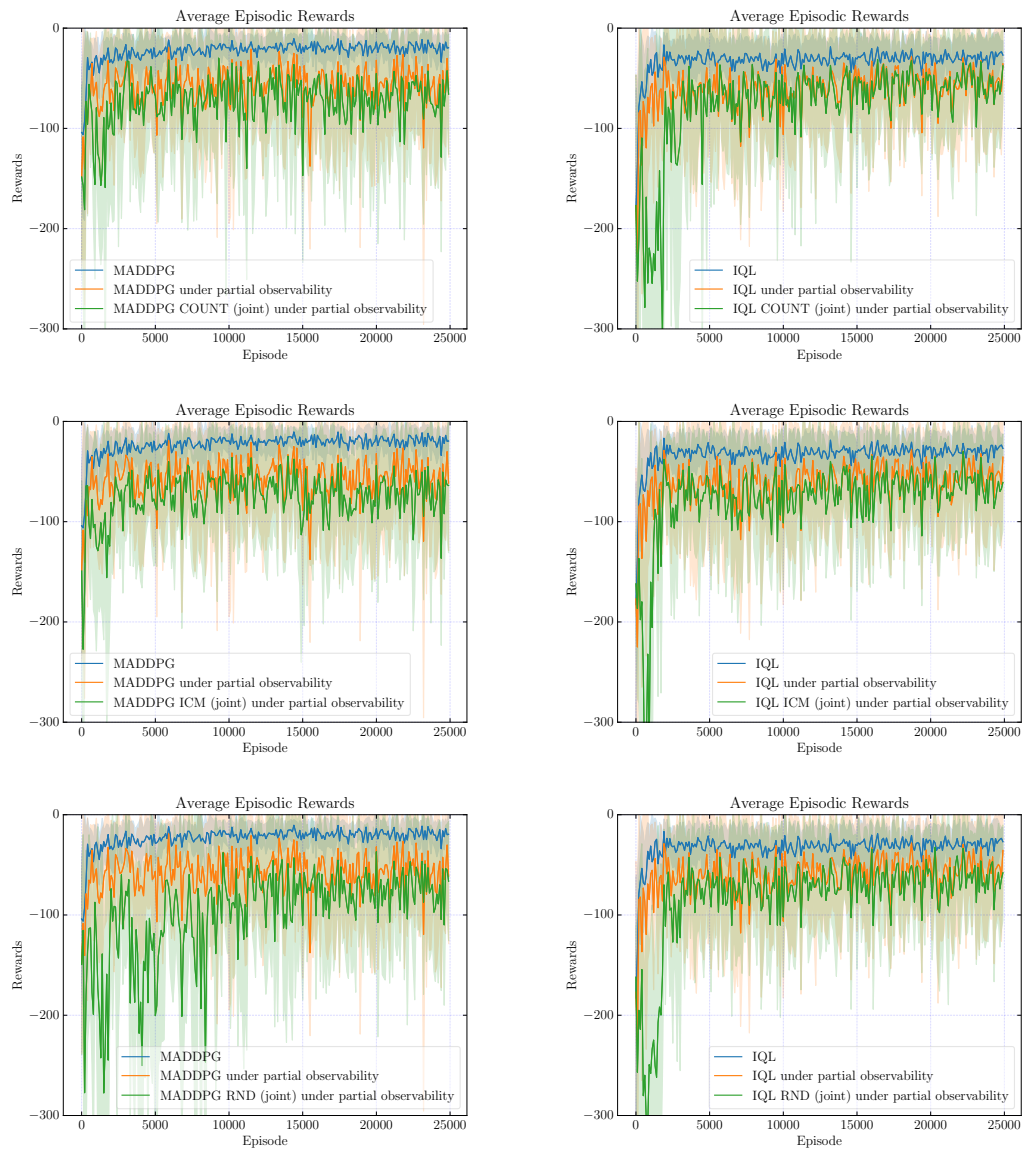 Average Episodic Rewards
0
−100
−200
−300
Rewards
MADDPG
MADDPG under partial observability
MADDPG COUNT (joint) under partial observability
0 5000 10000 15000 20000 25000
Episode
Average Episodic Rewards
0
−100
−200
−300
Rewards
IQL
IQL under partial observability
IQL COUNT (joint) under partial observability
0 5000 10000 15000 20000 25000
Episode
Average Episodic Rewards
0
−100
−200
−300
Rewards
MADDPG
MADDPG under partial observability
MADDPG ICM (joint) under partial observability
0 5000 10000 15000 20000 25000
Episode
Average Episodic Rewards
0
−100
−200
−300
Rewards
IQL
IQL under partial observability
IQL ICM (joint) under partial observability
0 5000 10000 15000 20000 25000
Episode
Average Episodic Rewards
0
−100
−200
−300
Rewards
MADDPG
MADDPG under partial observability
MADDPG RND (joint) under partial observability
0 5000 10000 15000 20000 25000
Episode
Average Episodic Rewards
0
−100
−200
−300
Rewards
IQL
IQL under partial observability
IQL RND (joint) under partial observability
0 5000 10000 15000 20000 25000
Episode